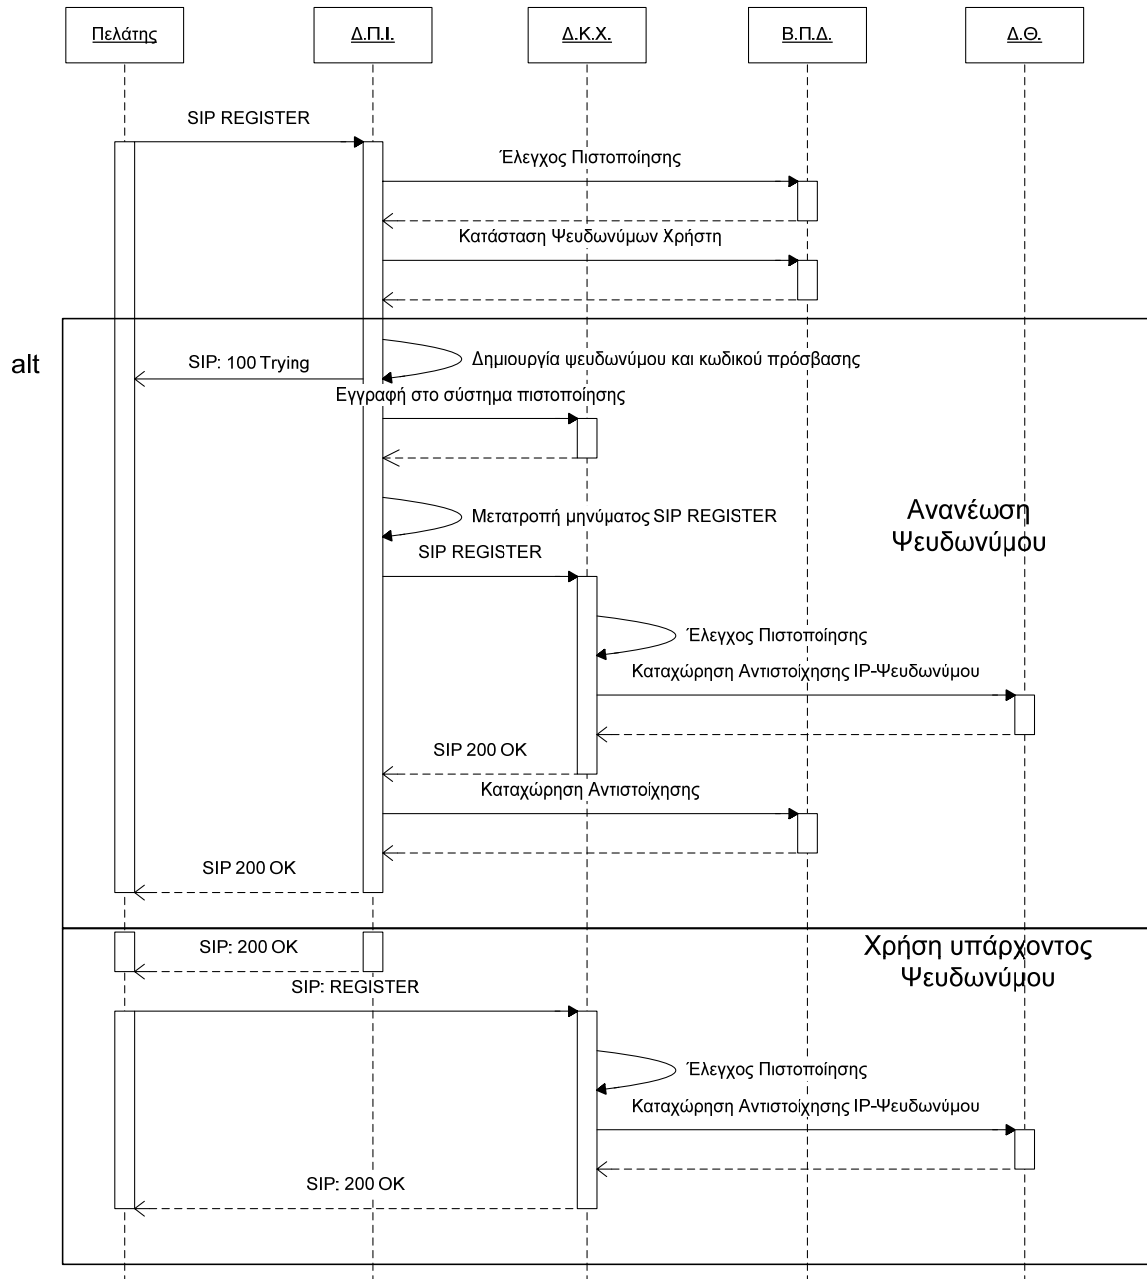 Πελάτης
Δ.Π.Ι.
Δ.Κ.Χ.
Β.Π.Δ.
Δ.Θ.
SIP REGISTER
Έλεγχος Πιστοποίησης
Κατάσταση Ψευδωνύμων Χρήστη
alt
Δημιουργία ψευδωνύμου και κωδικού πρόσβασης
SIP: 100 Trying
Εγγραφή στο σύστημα πιστοποίησης
Ανανέωση
Ψευδωνύμου
Μετατροπή μηνύματος SIP REGISTER
SIP REGISTER
Έλεγχος Πιστοποίησης
Καταχώρηση Αντιστοίχησης IP-Ψευδωνύμου
SIP 200 OK
Καταχώρηση Αντιστοίχησης
SIP 200 OK
SIP: 200 OK
Χρήση υπάρχοντος
Ψευδωνύμου
SIP: REGISTER
Έλεγχος Πιστοποίησης
Καταχώρηση Αντιστοίχησης IP-Ψευδωνύμου
SIP: 200 OK